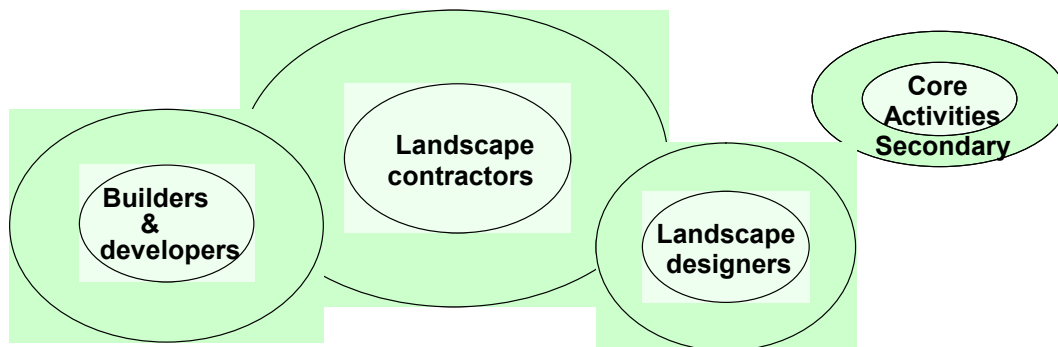 Builders
&
developers
Landscape
contractors
Landscape
designers
Core
Activities
Secondary